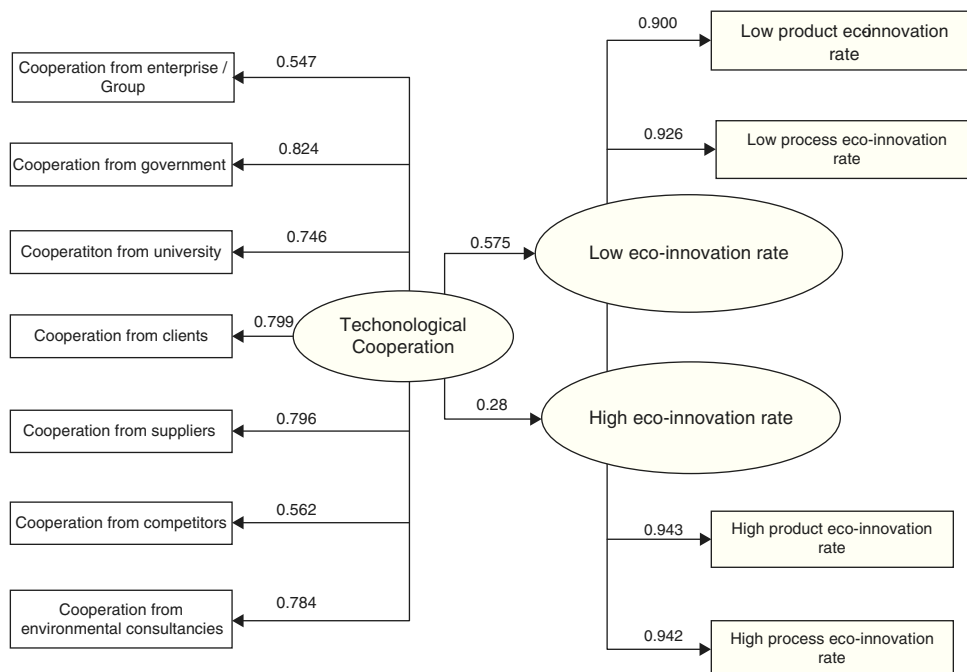 0.547
Cooperation from enterprise /
Group
0.824
Cooperation from government
0.746
Cooperatiton from university
0.799
Cooperation from clients
0.796
Cooperation from suppliers
0.562
Cooperation from competitors
0.784
Cooperation from
environmental consultancies
Techonological
Cooperation
0.575
Low eco-innovation rate
0.28
High eco-innovation rate
0.900
Low product ecoinnovation
rate
0.926
Low process eco-innovation
rate
0.943
High product eco-innovation
rate
0.942
High process eco-innovation
rate